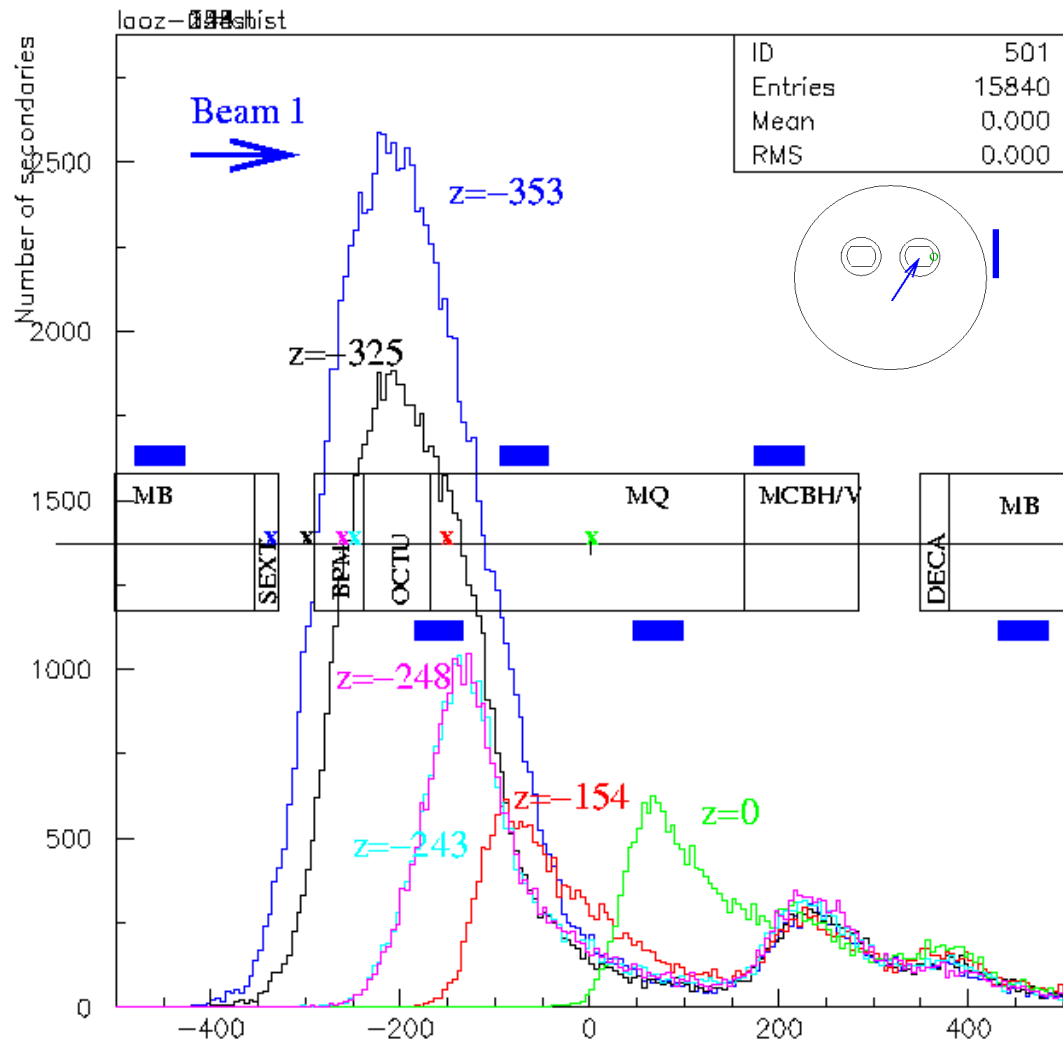 ID 501
Entries 15840
Mean 0.000
RMS 0.000
Number of secondaries
Beam 1
z=−353
z=−325
2500
2000
1500
1000
500
0
MB
MQ
MCBH/V
MB
x x x x x x
SEXT
BPM
OCTU
DECA
z=−248
z=−154
z=0
z=−243
−400 −200 0 200 400